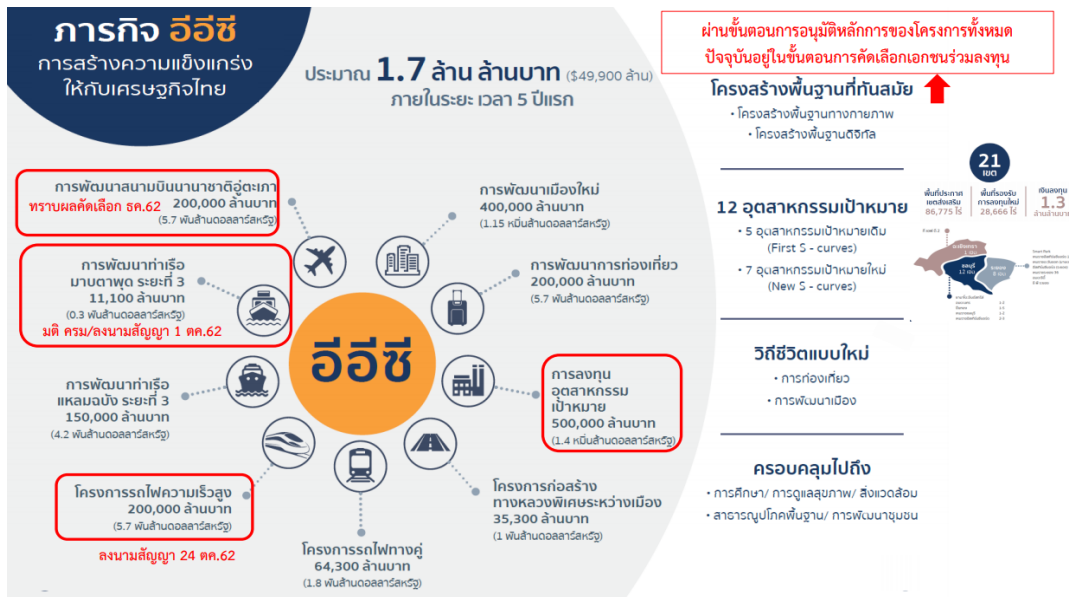 ภารกิจ อีอีซี
การสร้างความแข็งแกร่ง
ให้กับเศรษฐกิจไทย
ประมาณ 1.7 ล้าน ล้านบาท ($49,900 ล้าน)
ภายในระยะ เวลา 5 ปีแรก
ผ่านขั้นตอนการอนุมัติหลักการของโครงการทั้งหมด
ปัจจุบันอยู่ในขั้นตอนการคัดเลือกเอกชนร่วมลงทุน
การพัฒนาสนามบินนานาชาติอู่ตะเภา
200,000 ล้านบาท
ทราบผลคัดเลือก ธค.62
(5.7 พันล้านดอลลาร์สหรัฐ)
การพัฒนาท่าเรือ
มาบตาพุด ระยะที่ 3
11,100 ล้านบาท
(0.3 พันล้านดอลลาร์สหรัฐ)
มติ ครม/ลงนามสัญญา 1 ตค.62
การพัฒนาท่าเรือ
แหลมฉบัง ระยะที่ 3
150,000 ล้านบาท
(4.2 พันล้านดอลลาร์สหรัฐ)
โครงการรถไฟความเร็วสูง
200,000 ล้านบาท
(5.7 พันล้านดอลลาร์สหรัฐ)
ลงนามสัญญา 24 ตค.62
โครงการรถไฟทางคู่
64,300 ล้านบาท
(1.8 พันล้านดอลลาร์สหรัฐ)
อีอีซี
การพัฒนาเมืองใหม่
400,000 ล้านบาท
(1.15 หมื่นล้านดอลลาร์สหรัฐ)
การพัฒนาการท่องเที่ยว
200,000 ล้านบาท
(5.7 พันล้านดอลลาร์สหรัฐ)
การลงทุน
อุตสาหกรรม
เป้าหมาย
500,000 ล้านบาท
(1.4 หมื่นล้านดอลลาร์สหรัฐ)
โครงการก่อสร้าง
ทางหลวงพิเศษระหว่างเมือง
35,300 ล้านบาท
(1 พันล้านดอลลาร์สหรัฐ)
โครงสร้างพื้นฐานที่ทันสมัย
• โครงสร้างพื้นฐานทางกายภาพ
• โครงสร้างพื้นฐานดิจิทัล
12 อุตสาหกรรมเป้าหมาย
• 5 อุตสาหกรรมเป้าหมายเดิม
(First S - curves)
• 7 อุตสาหกรรมเป้าหมายใหม่
(New S - curves)
วิถีชีวิตแบบใหม่
• การท่องเที่ยว
• การพัฒนาเมือง
ครอบคลุมไปถึง
• การศึกษา/ การดูแลสุขภาพ/ สิ่งแวดล้อม
• สาธารณูปโภคพื้นฐาน/ การพัฒนาชุมชน
21
เขต
พื้นที่ประกาศ
เขตส่งเสริม
86,775 ไร่
พื้นที่รองรับ
การลงทุนใหม่
28,666 ไร่
เงินลงทุน
1.3
ล้านล้านบาท
ฉะเชิงเทรา
ชลบุรี
12 เขต
ระยอง